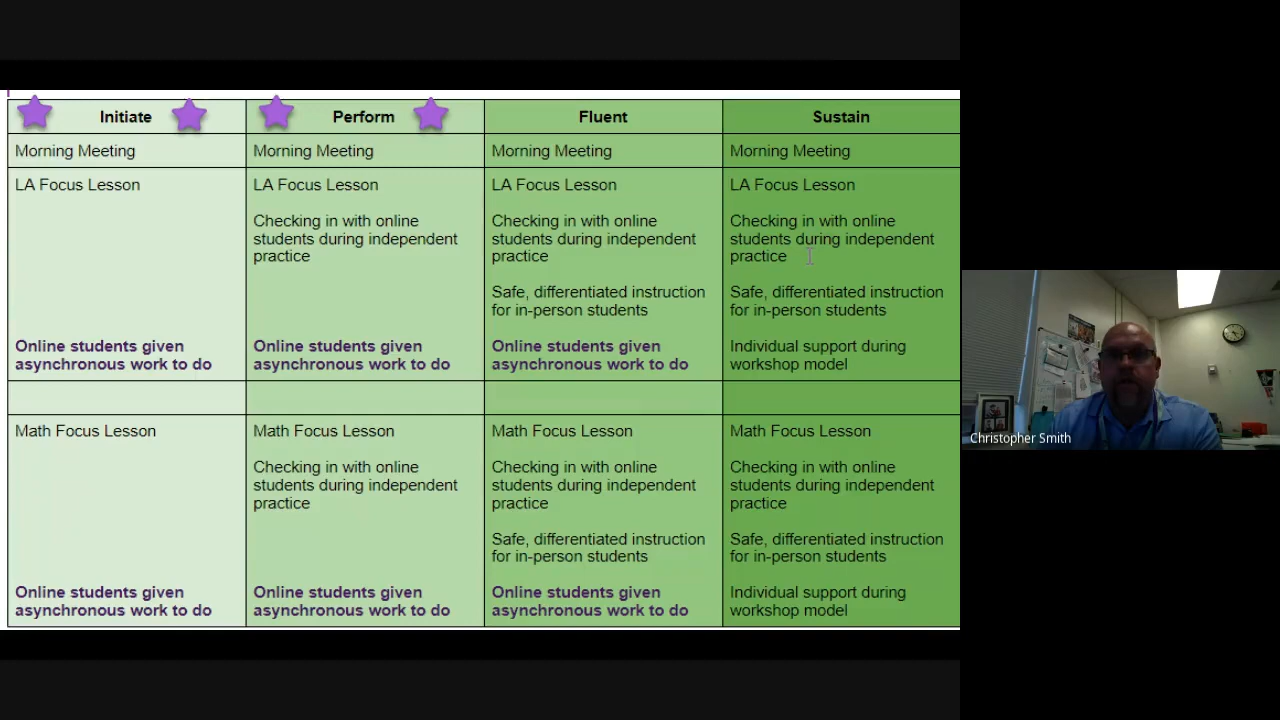 Initiate
Perform
Fluent
Sustain
Morning Meeting
Morning Meeting
Morning Meeting
Morning Meeting
LA Focus Lesson
Online students given
asynchronous work to do
LA Focus Lesson
Checking in with online
students during independent
practice
Online students given
asynchronous work to do
LA Focus Lesson
Checking in with online
students during independent
practice
Safe, differentiated instruction
for in-person students
Online students given
asynchronous work to do
LA Focus Lesson
Checking in with online
students during independent
practice
Safe, differentiated instruction
for in-person students
Individual support during
workshop model
Math Focus Lesson
Online students given
asynchronous work to do
Math Focus Lesson
Checking in with online
students during independent
practice
Online students given
asynchronous work to do
Math Focus Lesson
Checking in with online
students during independent
practice
Safe, differentiated instruction
for in-person students
Online students given
asynchronous work to do
Math Focus Lesson
Checking in with online
students during independent
practice
Safe, differentiated instruction
for in-person students
Individual support during
workshop model
Christopher Smith